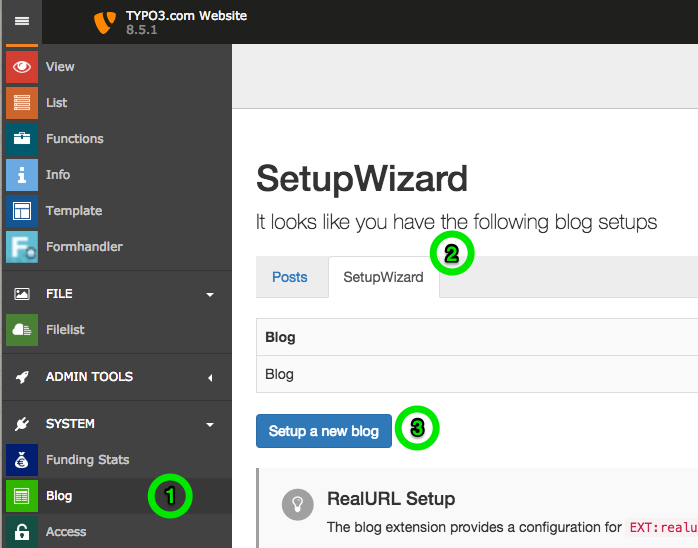 TYPO3.com Website
8.5.1
View
List
Functions
Info
Template
Formhandler
FILE
Filelist
ADMIN TOOLS
SYSTEM
Funding Stats
Blog
1
Access
SetupWizard
It looks like you have the following blog setups
2
Posts
SetupWizard
Blog
Blog
Setup a new blog
3
RealURL Setup
The blog extension provides a configuration for EXT:realu